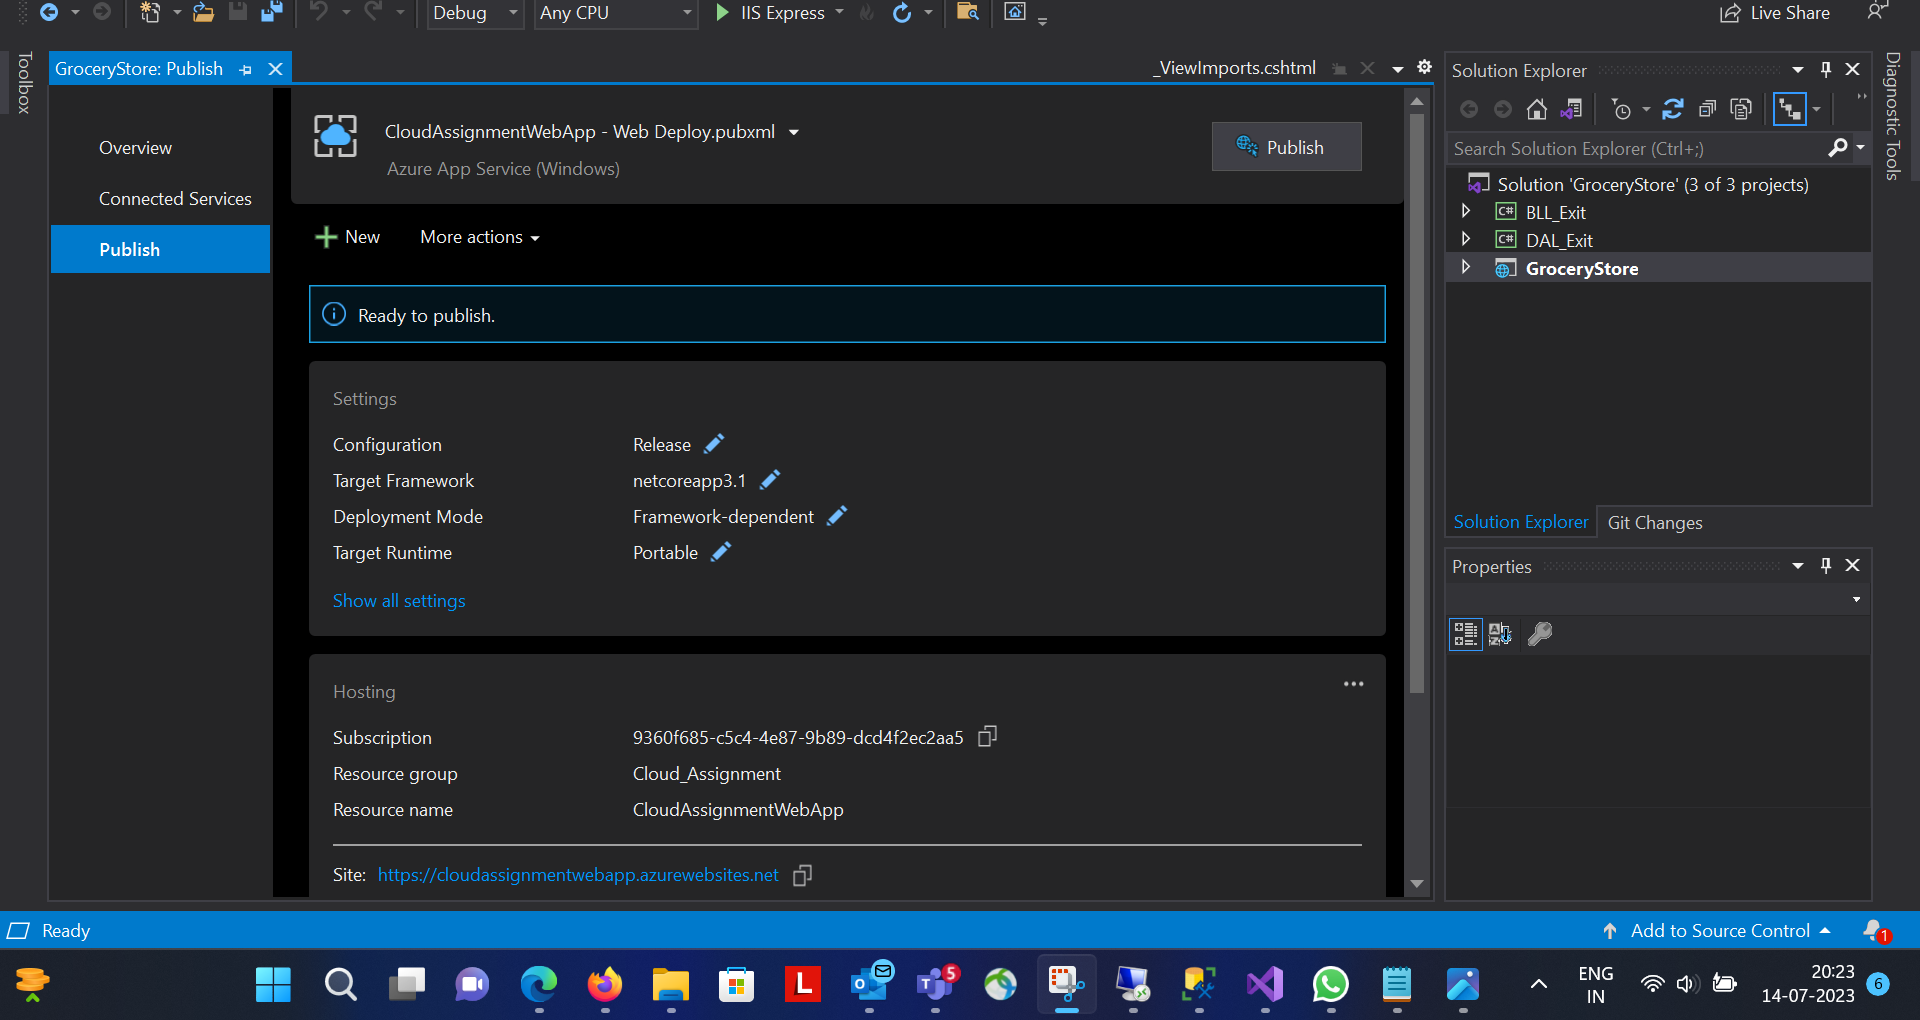 Debug
Any CPU
IIS Express
Live Share
Toolbox
GroceryStore: Publish
_ViewImports.cshtml
Overview
Connected Services
Publish
CloudAssignmentWebApp - Web Deploy.pubxml
Azure App Service (Windows)
Publish
New
More actions
Ready to publish.
Settings
Configuration Release
Target Framework netcoreapp3.1
Deployment Mode Framework-dependent
Target Runtime Portable
Show all settings
Hosting
Subscription 9360f685-c5c4-4e87-9b89-dcd4f2ec2aa5
Resource group Cloud_Assignment
Resource name CloudAssignmentWebApp
Site: https://cloudassignmentwebapp.azurewebsites.net
Solution Explorer
Search Solution Explorer (Ctrl+;)
Solution 'GroceryStore' (3 of 3 projects)
C# BLL_Exit
C# DAL_Exit
GroceryStore
Solution Explorer Git Changes
Properties
Diagnostic Tools
Ready
Add to Source Control
1
L
5
ENG
IN
20:23
14-07-2023
6